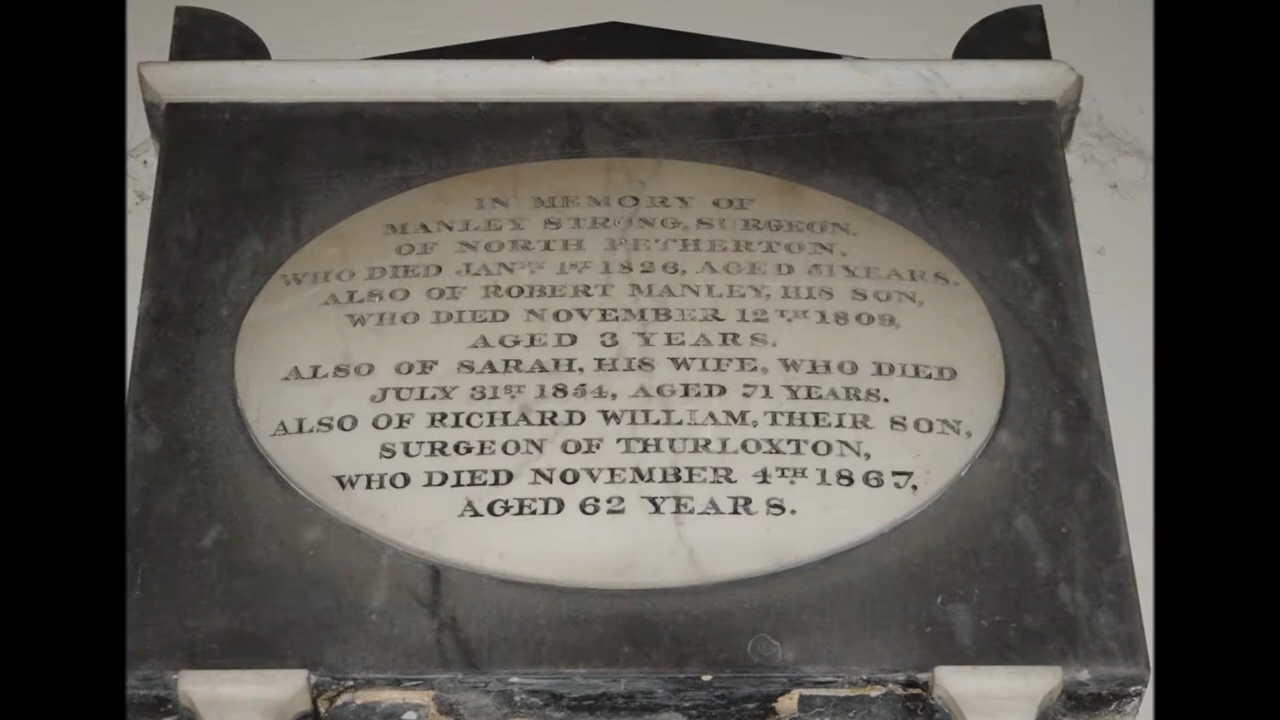 IN MEMORY OF
MANLEY STRONG, SURGEON.
OF NORTH PETHERTON,
WHO DIED JANRY 1ST 1826, AGED 51 YEARS.
ALSO OF ROBERT MANLEY, HIS SON,
WHO DIED NOVEMBER 12TH 1809,
AGED 3 YEARS.
ALSO OF SARAH, HIS WIFE, WHO DIED
JULY 31ST 1854, AGED 71 YEARS.
ALSO OF RICHARD WILLIAM, THEIR SON,
SURGEON OF THURLOXTON,
WHO DIED NOVEMBER 4TH 1867,
AGED 62 YEARS.